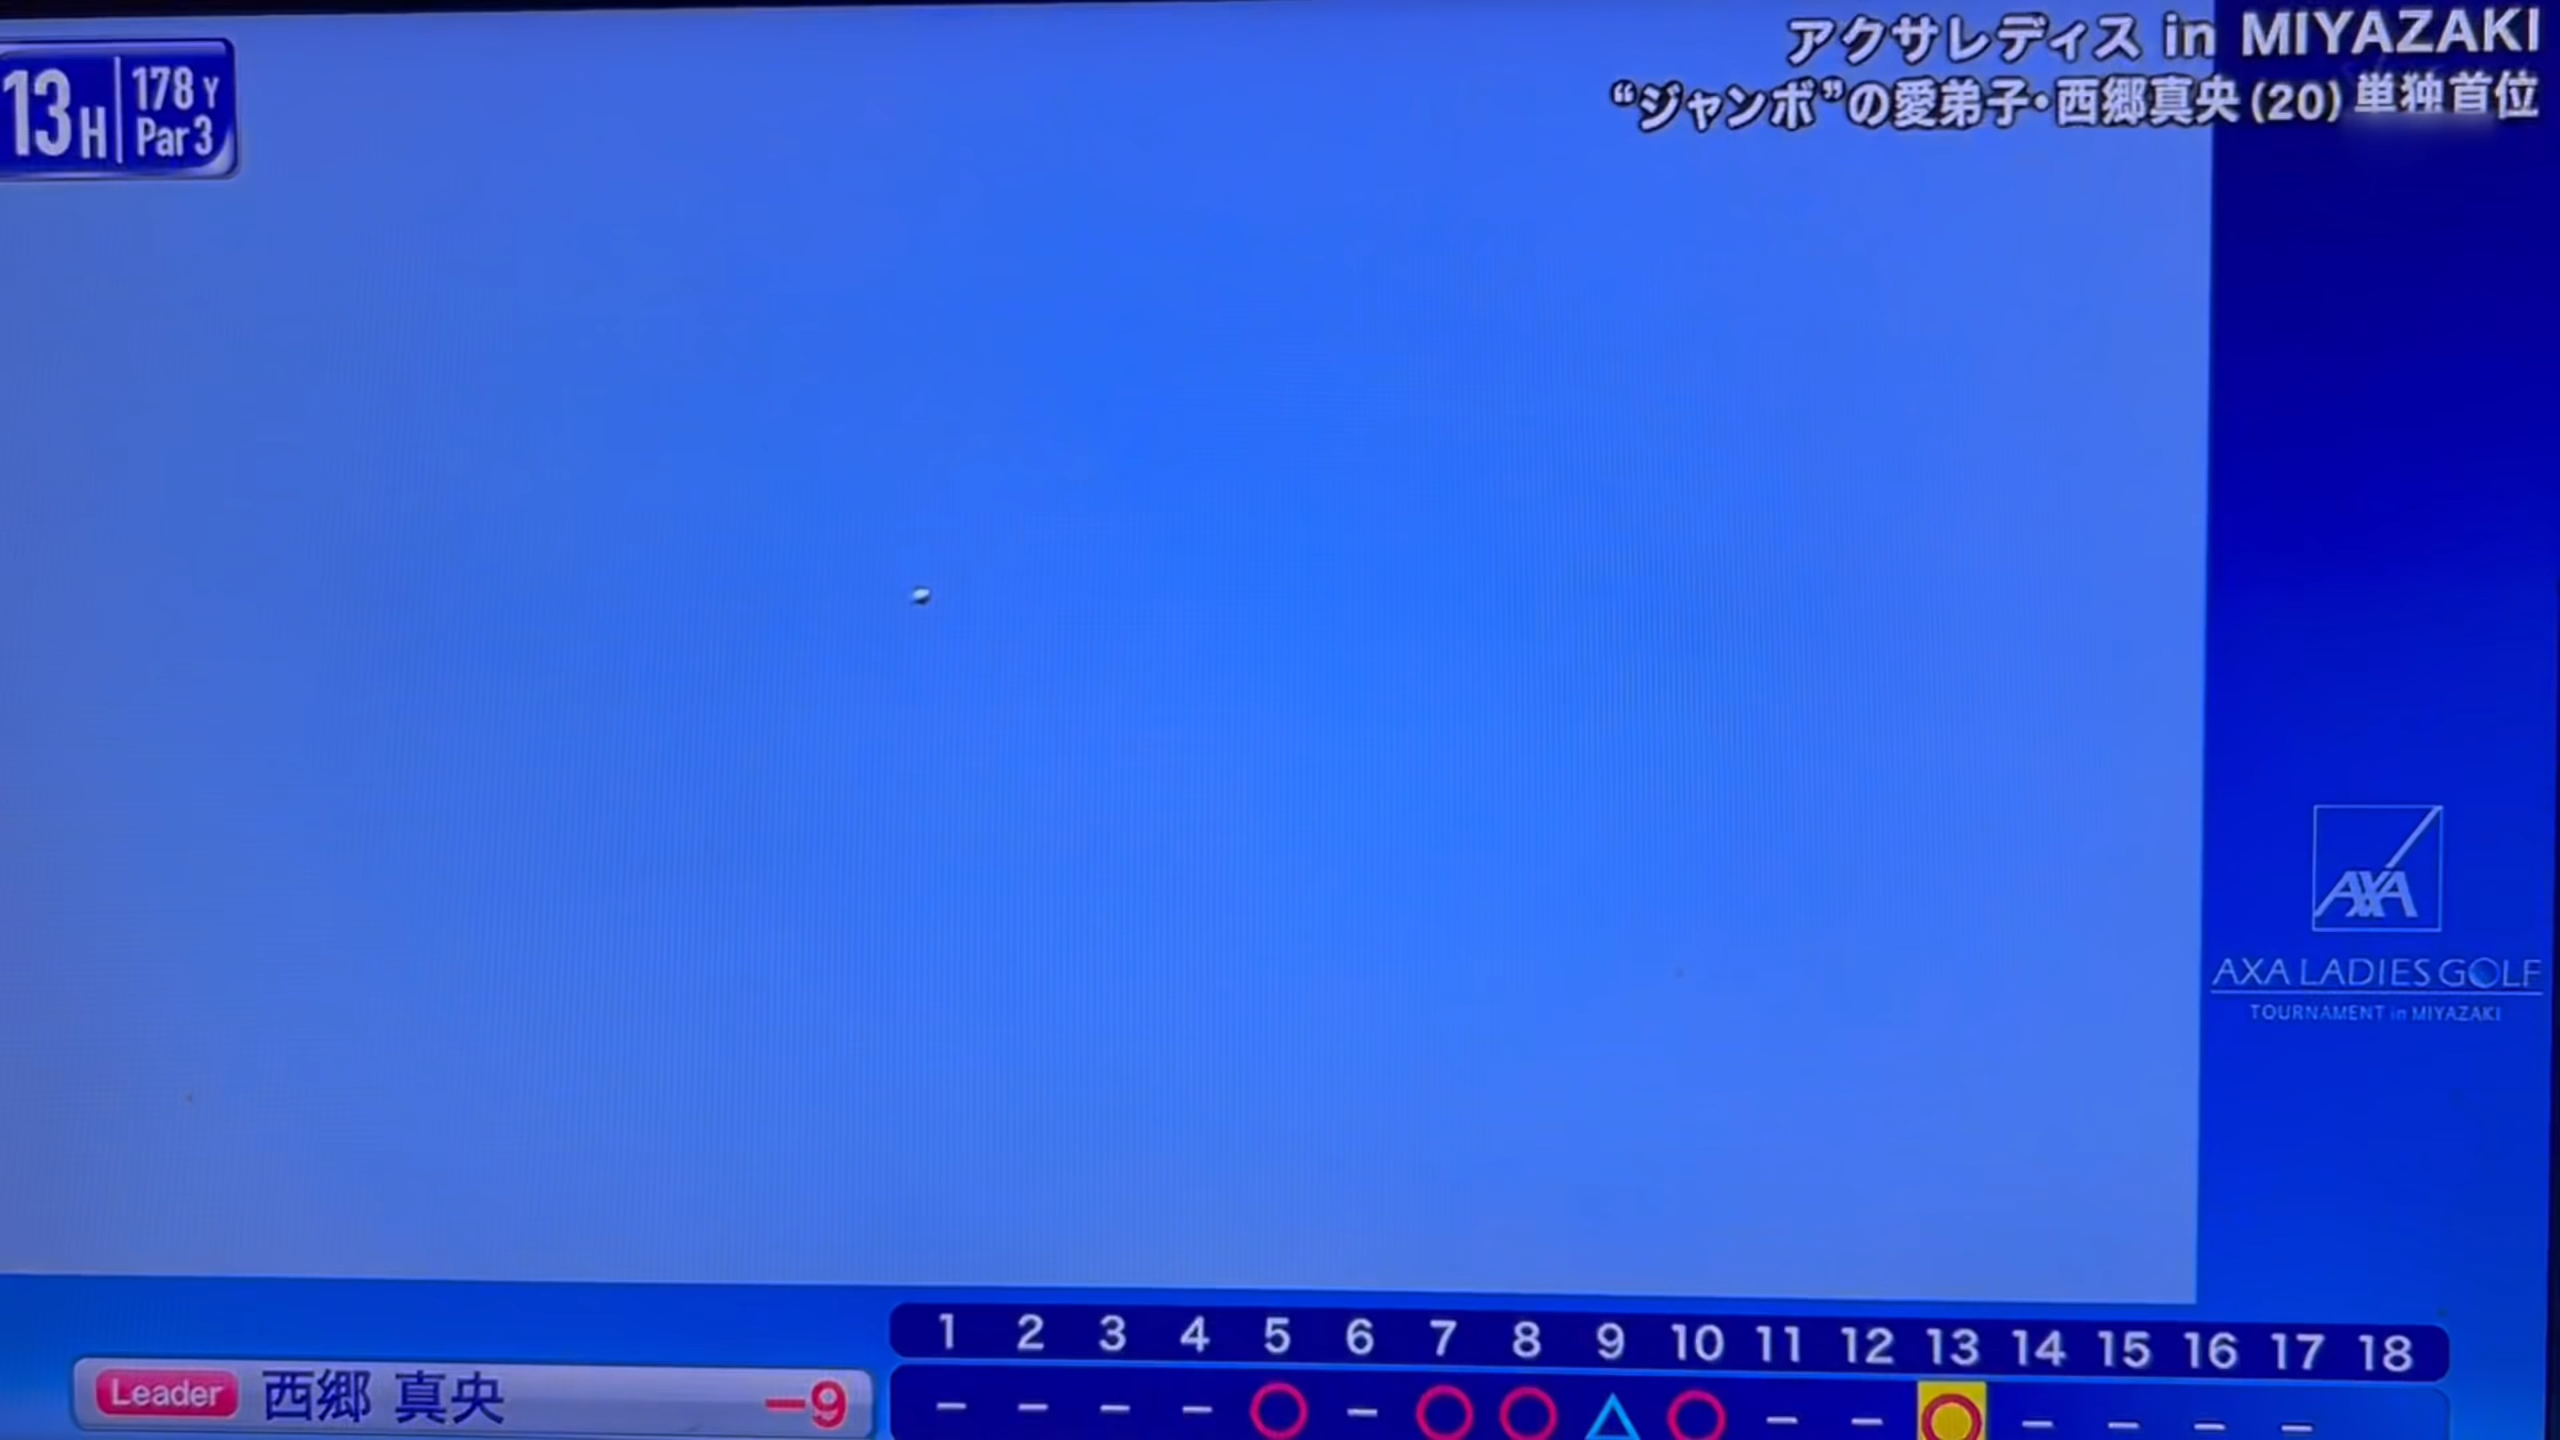 アクサレディス in MIYAZAKI
“ジャンボ”の愛弟子・西郷真央(20)単独首位
13H 178Y
Par 3
AXA
AXA LADIES GOLF
TOURNAMENT in MIYAZAKI
1 2 3 4 5 6 7 8 9 10 11 12 13 14 15 16 17 18
Leader 西郷 真央 -9 - - - - ○ - ○ ○ △ ○ - - ◎ - - - -